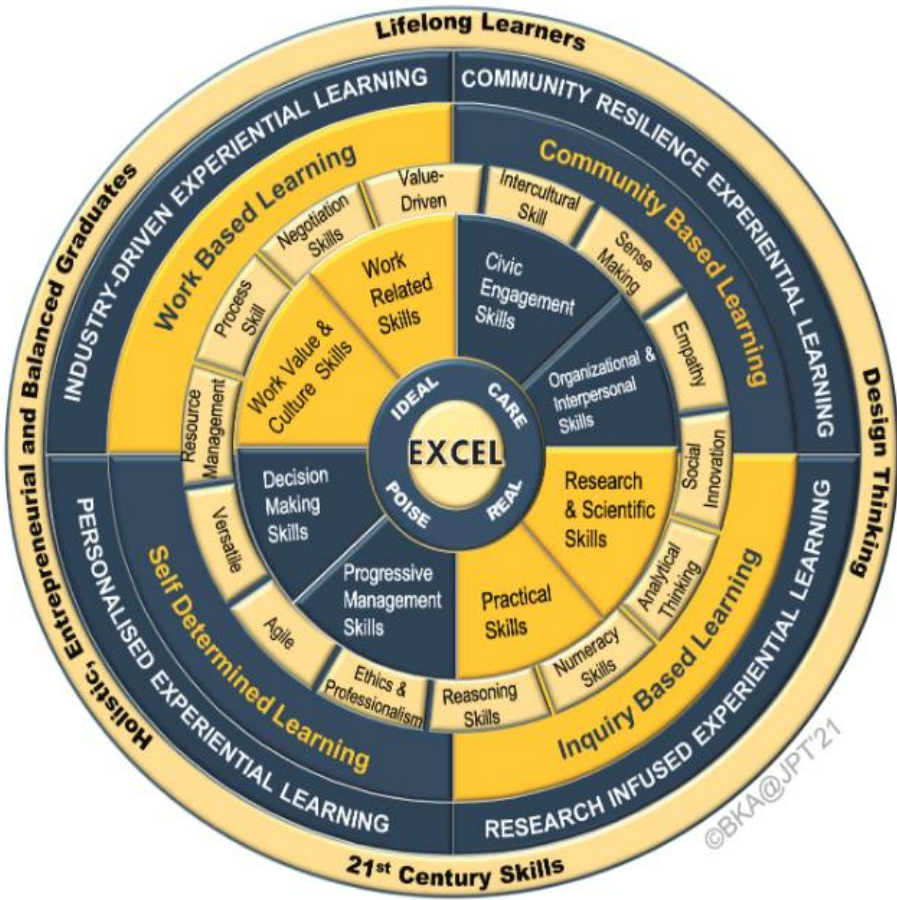 Lifelong Learners
Design Thinking
21st Century Skills
Holistic, Entrepreneurial and Balanced Graduates
INDUSTRY-DRIVEN EXPERIENTIAL LEARNING
COMMUNITY RESILIENCE EXPERIENTIAL LEARNING
RESEARCH INFUSED EXPERIENTIAL LEARNING
PERSONALISED EXPERIENTIAL LEARNING
Work Based Learning
Community Based Learning
Inquiry Based Learning
Self Determined Learning
Value-
Driven
Intercultural
Skill
Sense
Making
Empathy
Social
Innovation
Analytical
Thinking
Numeracy
Skills
Reasoning
Skills
Ethics &
Professionalism
Agile
Versatile
Resource
Management
Process
Skill
Negotiation
Skills
Work
Related
Skills
Civic
Engagement
Skills
Organizational &
Interpersonal
Skills
Research
& Scientific
Skills
Practical
Skills
Progressive
Management
Skills
Decision
Making
Skills
Work Value &
Culture Skills
IDEAL
CARE
REAL
POISE
EXCEL
©BKA@JPT'21